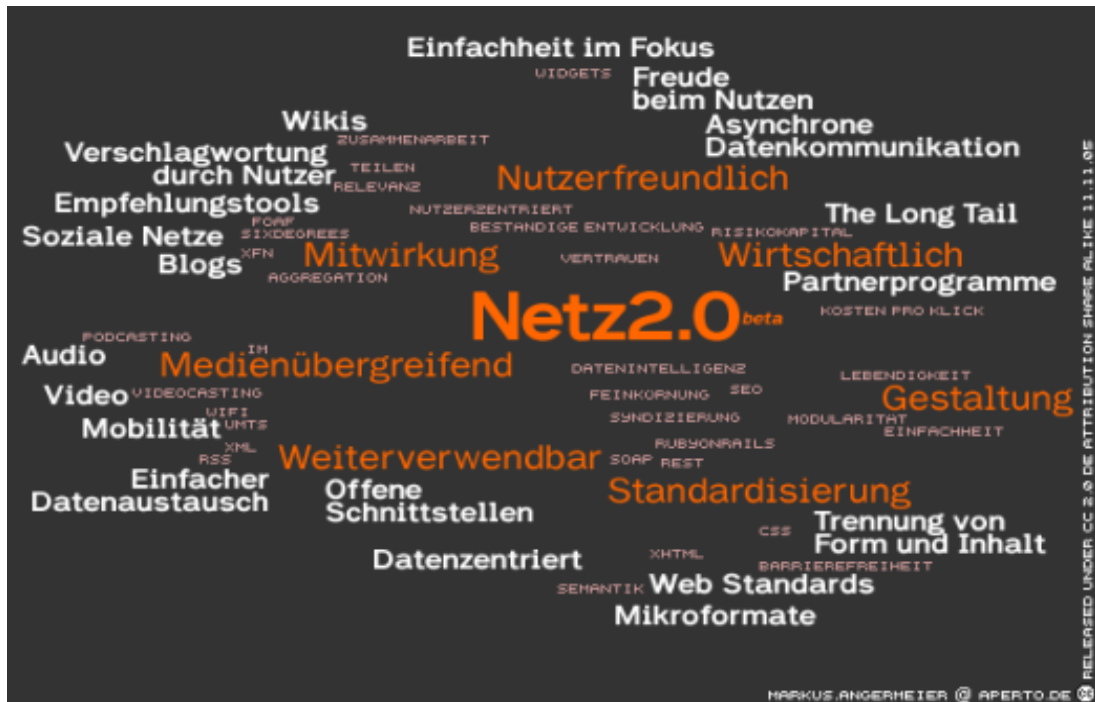 Einfachheit im Fokus
WIDGETS
Freude
beim Nutzen
Wikis
ZUSAMMENARBEIT
Asynchrone
Datenkommunikation
Verschlagwortung
durch Nutzer
TEILEN
RELEVANZ
Nutzerfreundlich
Empfehlungstools
NUTZERZENTRIERT
The Long Tail
FOAF
SIXDEGREES
BESTANDIGE ENTWICKLUNG
RISIKOKAPITAL
Soziale Netze
Blogs
XFN
Mitwirkung
VERTRAUEN
Wirtschaftlich
AGGREGATION
Partnerprogramme
Netz2.0 beta
KOSTEN PRO KLICK
PODCASTING
Audio
IM
Medienübergreifend
DATENINTELLIGENZ
LEBENDIGKEIT
Video
VIDEOCASTING
FEINKORNUNG
SEO
Gestaltung
WIFI
Mobilität
UMTS
SYNDIZIERUNG
MODULARITAT
EINFACHHEIT
XML
RSS
Weiterverwendbar
RUBYONRAILS
SOAP
REST
Einfacher
Datenaustausch
Offene
Schnittstellen
Standardisierung
CSS
Trennung von
Form und Inhalt
Datenzentriert
XHTML
BARRIEREFREIHEIT
SEMANTIK
Web Standards
Mikroformate
RELEASED UNDER CC 2.0 DE ATTRIBUTION SHARE ALIKE 11.11.05
MARKUS.ANGERMEIER @ APERTO.DE